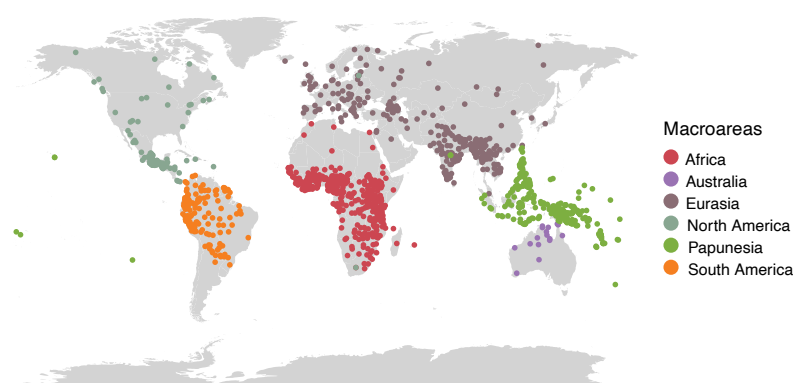 Macroareas
Africa
Australia
Eurasia
North America
Papunesia
South America